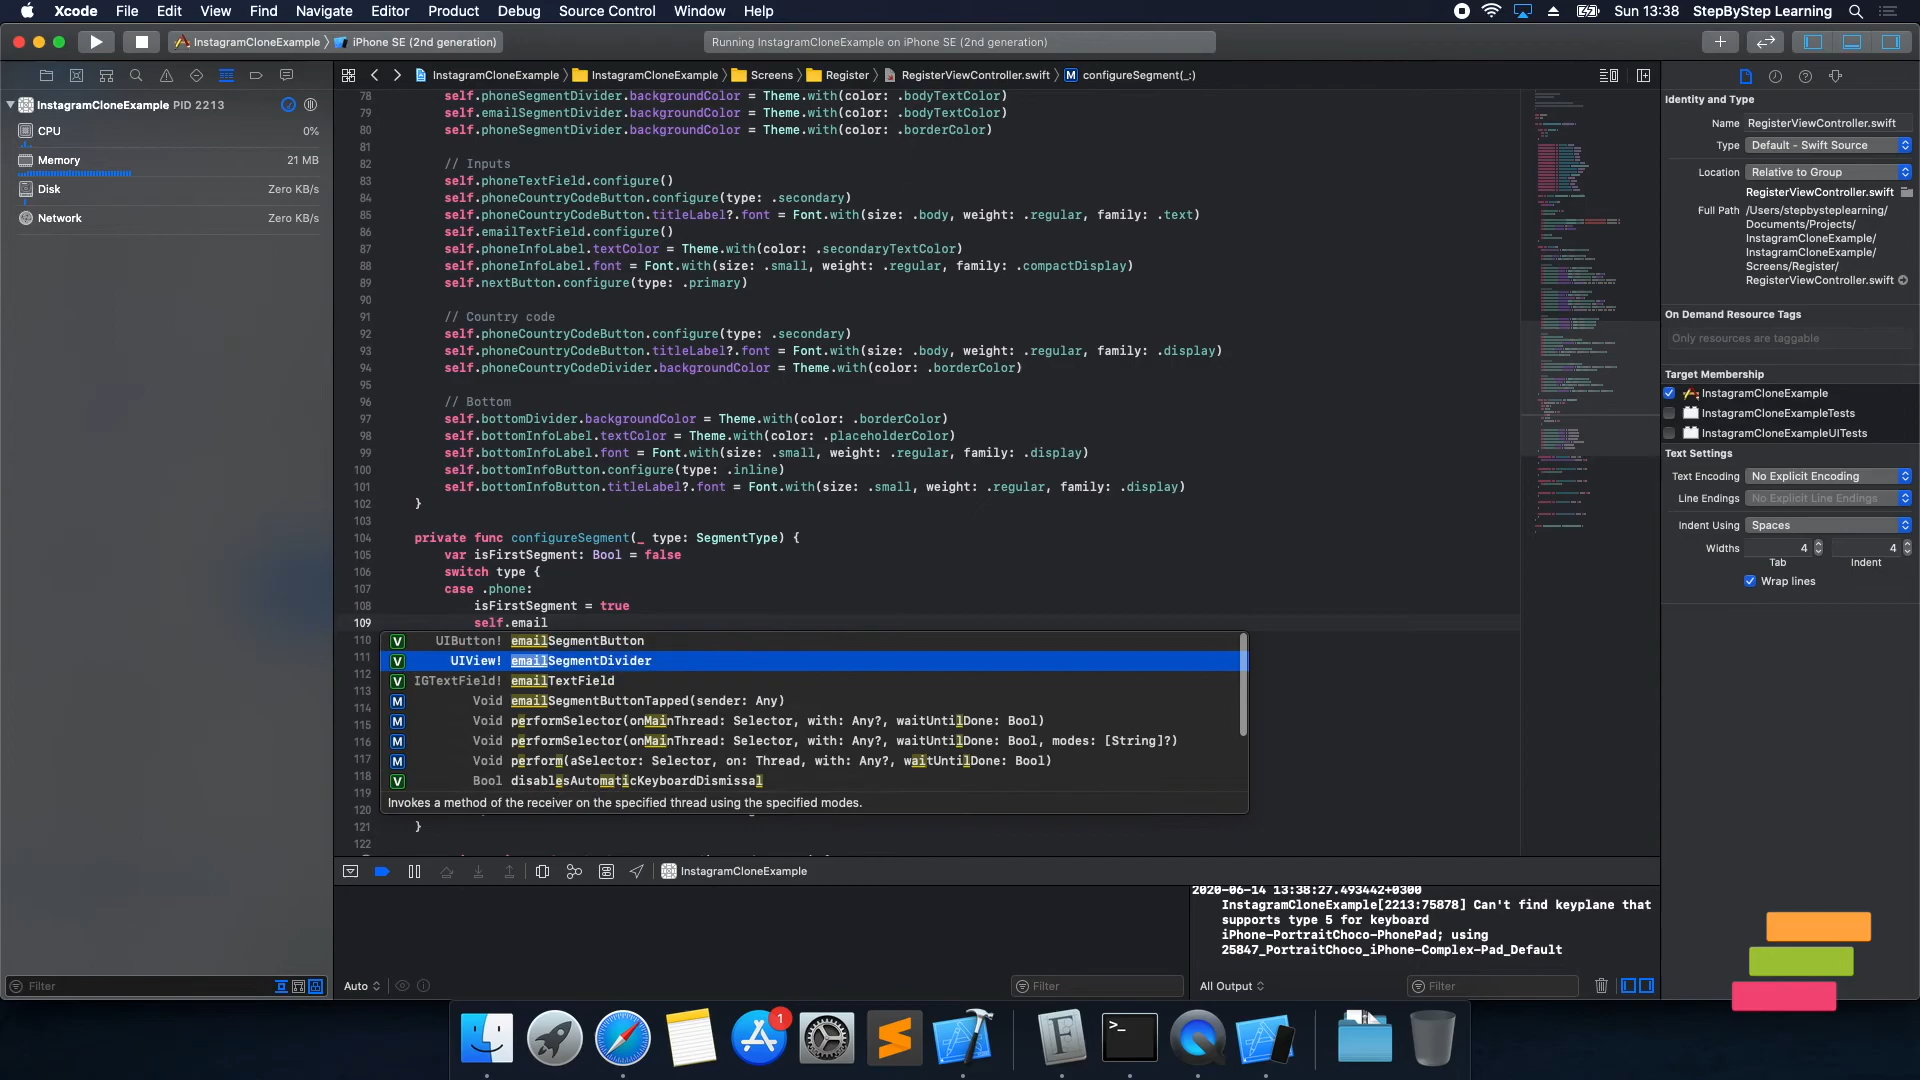 Xcode File Edit View Find Navigate Editor Product Debug Source Control Window Help
Sun 13:38 StepByStep Learning
InstagramCloneExample iPhone SE (2nd generation)
Running InstagramCloneExample on iPhone SE (2nd generation)
InstagramCloneExample InstagramCloneExample Screens Register RegisterViewController.swift M configureSegment(_:)
InstagramCloneExample PID 2213
CPU 0%
Memory 21 MB
Disk Zero KB/s
Network Zero KB/s
Filter
78 self.phoneSegmentDivider.backgroundColor = Theme.with(color: .bodyTextColor)
79 self.emailSegmentDivider.backgroundColor = Theme.with(color: .bodyTextColor)
80 self.phoneSegmentDivider.backgroundColor = Theme.with(color: .borderColor)
81
82 // Inputs
83 self.phoneTextField.configure()
84 self.phoneCountryCodeButton.configure(type: .secondary)
85 self.phoneCountryCodeButton.titleLabel?.font = Font.with(size: .body, weight: .regular, family: .text)
86 self.emailTextField.configure()
87 self.phoneInfoLabel.textColor = Theme.with(color: .secondaryTextColor)
88 self.phoneInfoLabel.font = Font.with(size: .small, weight: .regular, family: .compactDisplay)
89 self.nextButton.configure(type: .primary)
90
91 // Country code
92 self.phoneCountryCodeButton.configure(type: .secondary)
93 self.phoneCountryCodeButton.titleLabel?.font = Font.with(size: .body, weight: .regular, family: .display)
94 self.phoneCountryCodeDivider.backgroundColor = Theme.with(color: .borderColor)
95
96 // Bottom
97 self.bottomDivider.backgroundColor = Theme.with(color: .borderColor)
98 self.bottomInfoLabel.textColor = Theme.with(color: .placeholderColor)
99 self.bottomInfoLabel.font = Font.with(size: .small, weight: .regular, family: .display)
100 self.bottomInfoButton.configure(type: .inline)
101 self.bottomInfoButton.titleLabel?.font = Font.with(size: .small, weight: .regular, family: .display)
102 }
103
104 private func configureSegment(_ type: SegmentType) {
105 var isFirstSegment: Bool = false
106 switch type {
107 case .phone:
108 isFirstSegment = true
109 self.email
110 V UIButton! emailSegmentButton
111 V UIView! emailSegmentDivider
112 V IGTextField! emailTextField
113 M Void emailSegmentButtonTapped(sender: Any)
114
115 M Void performSelector(onMainThread: Selector, with: Any?, waitUntilDone: Bool)
116 M Void performSelector(onMainThread: Selector, with: Any?, waitUntilDone: Bool, modes: [String]?)
117 M Void perform(aSelector: Selector, on: Thread, with: Any?, waitUntilDone: Bool)
118 V Bool disablesAutomaticKeyboardDismissal
119 Invokes a method of the receiver on the specified thread using the specified modes.
120
121 }
122
InstagramCloneExample
Auto
Filter
2020-06-14 13:38:27.493442+0300
InstagramCloneExample[2213:75878] Can't find keyplane that
supports type 5 for keyboard
iPhone-PortraitChoco-PhonePad; using
25847_PortraitChoco_iPhone-Complex-Pad_Default
All Output
Filter
Identity and Type
Name RegisterViewController.swift
Type Default - Swift Source
Location Relative to Group
RegisterViewController.swift
Full Path /Users/stepbysteplearning/
Documents/Projects/
InstagramCloneExample/
InstagramCloneExample/
Screens/Register/
RegisterViewController.swift
On Demand Resource Tags
Only resources are taggable
Target Membership
InstagramCloneExample
InstagramCloneExampleTests
InstagramCloneExampleUITests
Text Settings
Text Encoding No Explicit Encoding
Line Endings No Explicit Line Endings
Indent Using Spaces
Widths 4 4
Tab Indent
Wrap lines
1